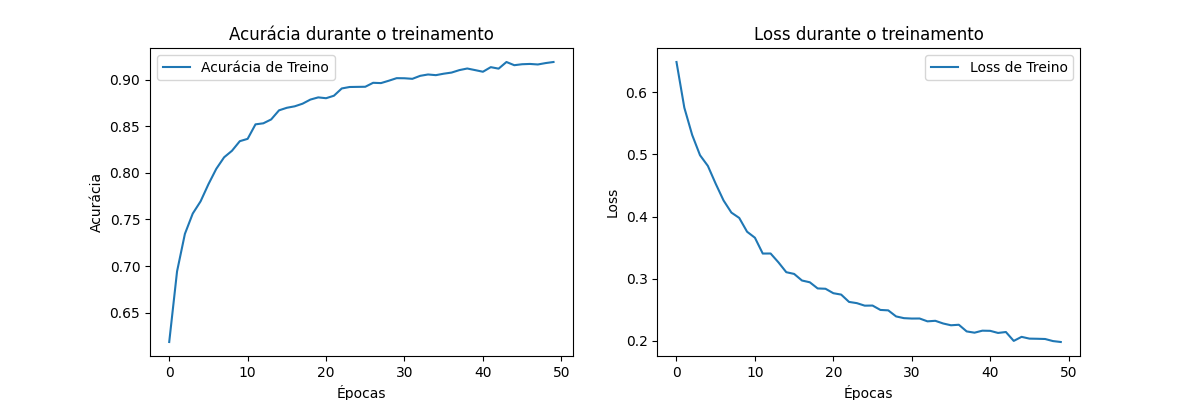 Acurácia durante o treinamento
Acurácia de Treino
0.90
0.85
0.80
0.75
0.70
0.65
Acurácia
0 10 20 30 40 50
Épocas
Loss durante o treinamento
Loss de Treino
0.6
0.5
0.4
0.3
0.2
Loss
0 10 20 30 40 50
Épocas